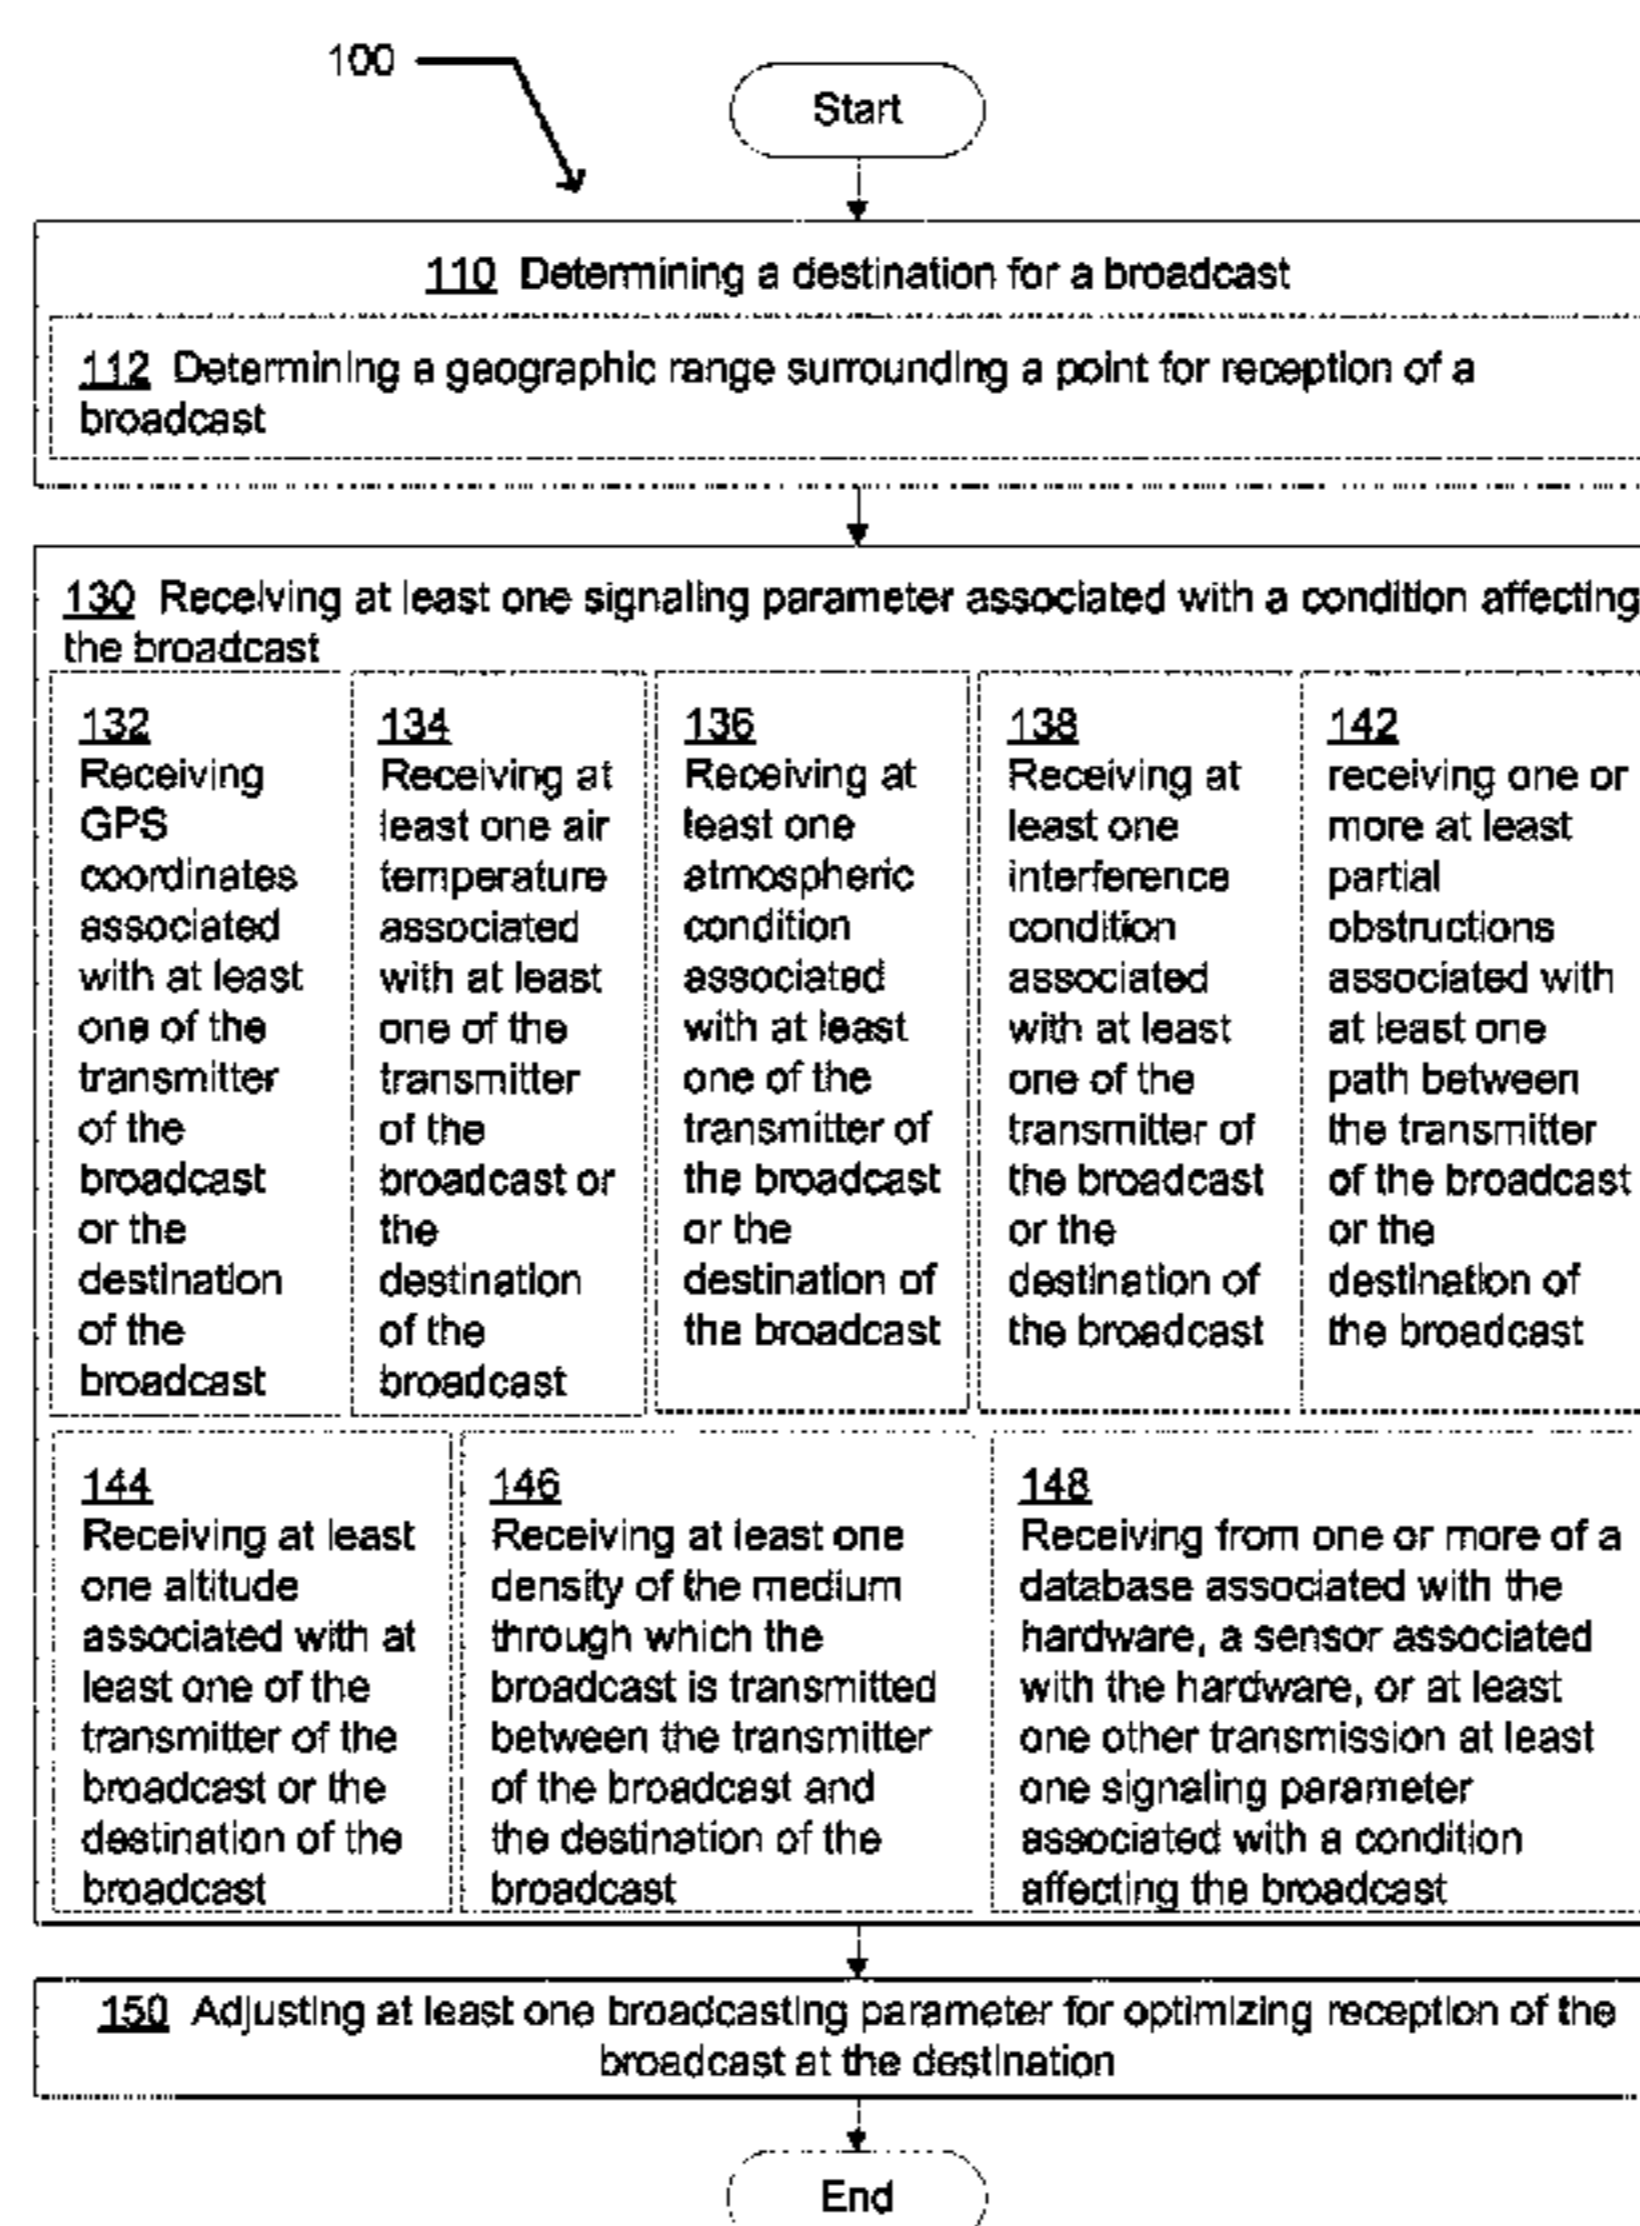 100
Start
110 Determining a destination for a broadcast
112 Determining a geographic range surrounding a point for reception of a
broadcast
130 Receiving at least one signaling parameter associated with a condition affecting
the broadcast
132
Receiving
GPS
coordinates
associated
with at least
one of the
transmitter
of the
broadcast
or the
destination
of the
broadcast
134
Receiving at
least one air
temperature
associated
with at least
one of the
transmitter
of the
broadcast or
the
destination
of the
broadcast
136
Receiving at
least one
atmospheric
condition
associated
with at least
one of the
transmitter of
the broadcast
or the
destination of
the broadcast
138
Receiving at
least one
interference
condition
associated
with at least
one of the
transmitter of
the broadcast
or the
destination of
the broadcast
142
receiving one or
more at least
partial
obstructions
associated with
at least one
path between
the transmitter
of the broadcast
or the
destination of
the broadcast
144
Receiving at least
one altitude
associated with at
least one of the
transmitter of the
broadcast or the
destination of the
broadcast
146
Receiving at least one
density of the medium
through which the
broadcast is transmitted
between the transmitter
of the broadcast and
the destination of the
broadcast
148
Receiving from one or more of a
database associated with the
hardware, a sensor associated
with the hardware, or at least
one other transmission at least
one signaling parameter
associated with a condition
affecting the broadcast
150 Adjusting at least one broadcasting parameter for optimizing reception of the
broadcast at the destination
End